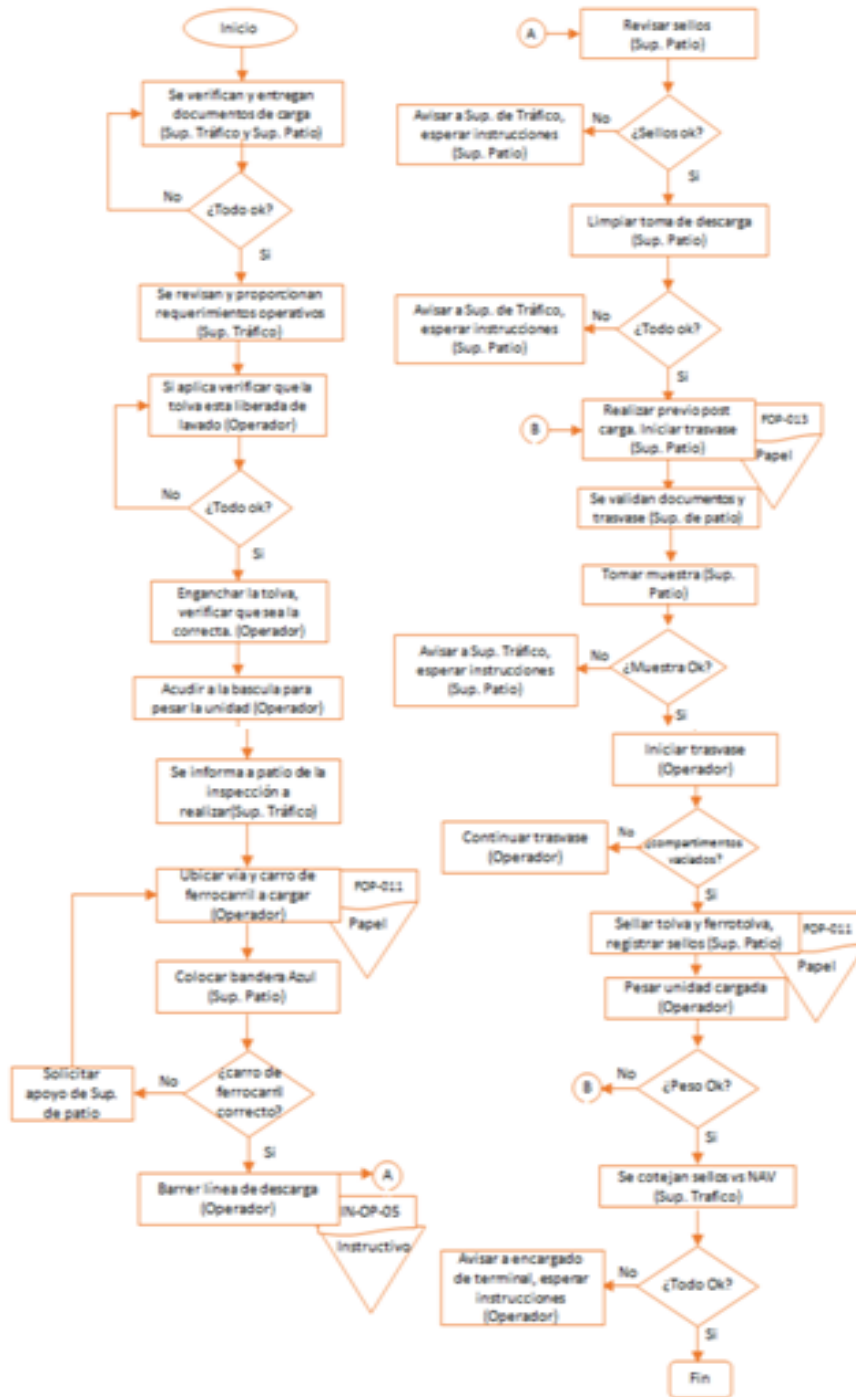 Inicio
Se verifican y entregan
documentos de carga
(Sup. Tráfico y Sup. Patio)
No
¿Todo ok?
Si
Se revisan y proporcionan
requerimientos operativos
(Sup. Tráfico)
Si aplica verificar que la
tolva esta liberada de
lavado (Operador)
No
¿Todo ok?
Si
Enganchar la tolva,
verificar que sea la
correcta. (Operador)
Acudir a la bascula para
pesar la unidad (Operador)
Se informa a patio de la
inspección a
realizar(Sup. Tráfico)
Ubicar vía y carro de
ferrocarril a cargar
(Operador)
FOP-011
Papel
Colocar bandera Azul
(Sup. Patio)
Solicitar
apoyo de Sup.
de patio
No
¿carro de
ferrocarril
correcto?
Si
Barrer línea de descarga
(Operador)
A
IN-OP-05
Instructivo
A
Revisar sellos
(Sup. Patio)
Avisar a Sup. de Tráfico,
esperar instrucciones
(Sup. Patio)
No
¿Sellos ok?
Si
Limpiar toma de descarga
(Sup. Patio)
Avisar a Sup. de Tráfico,
esperar instrucciones
(Sup. Patio)
No
¿Todo ok?
Si
B
Realizar previo post
carga. Iniciar trasvase
(Sup. Patio)
FOP-013
Papel
Se validan documentos y
trasvase (Sup. de patio)
Tomar muestra (Sup.
Patio)
Avisar a Sup. Tráfico,
esperar instrucciones
(Sup. Patio)
No
¿Muestra Ok?
Si
Iniciar trasvase
(Operador)
Continuar trasvase
(Operador)
No
¿compartimentos
vaciados?
Si
Sellar tolva y ferrotolva,
registrar sellos (Sup. Patio)
FOP-011
Papel
Pesar unidad cargada
(Operador)
B
No
¿Peso Ok?
Si
Se cotejan sellos vs NAV
(Sup. Trafico)
Avisar a encargado
de terminal, esperar
instrucciones
(Operador)
No
¿Todo Ok?
Si
Fin